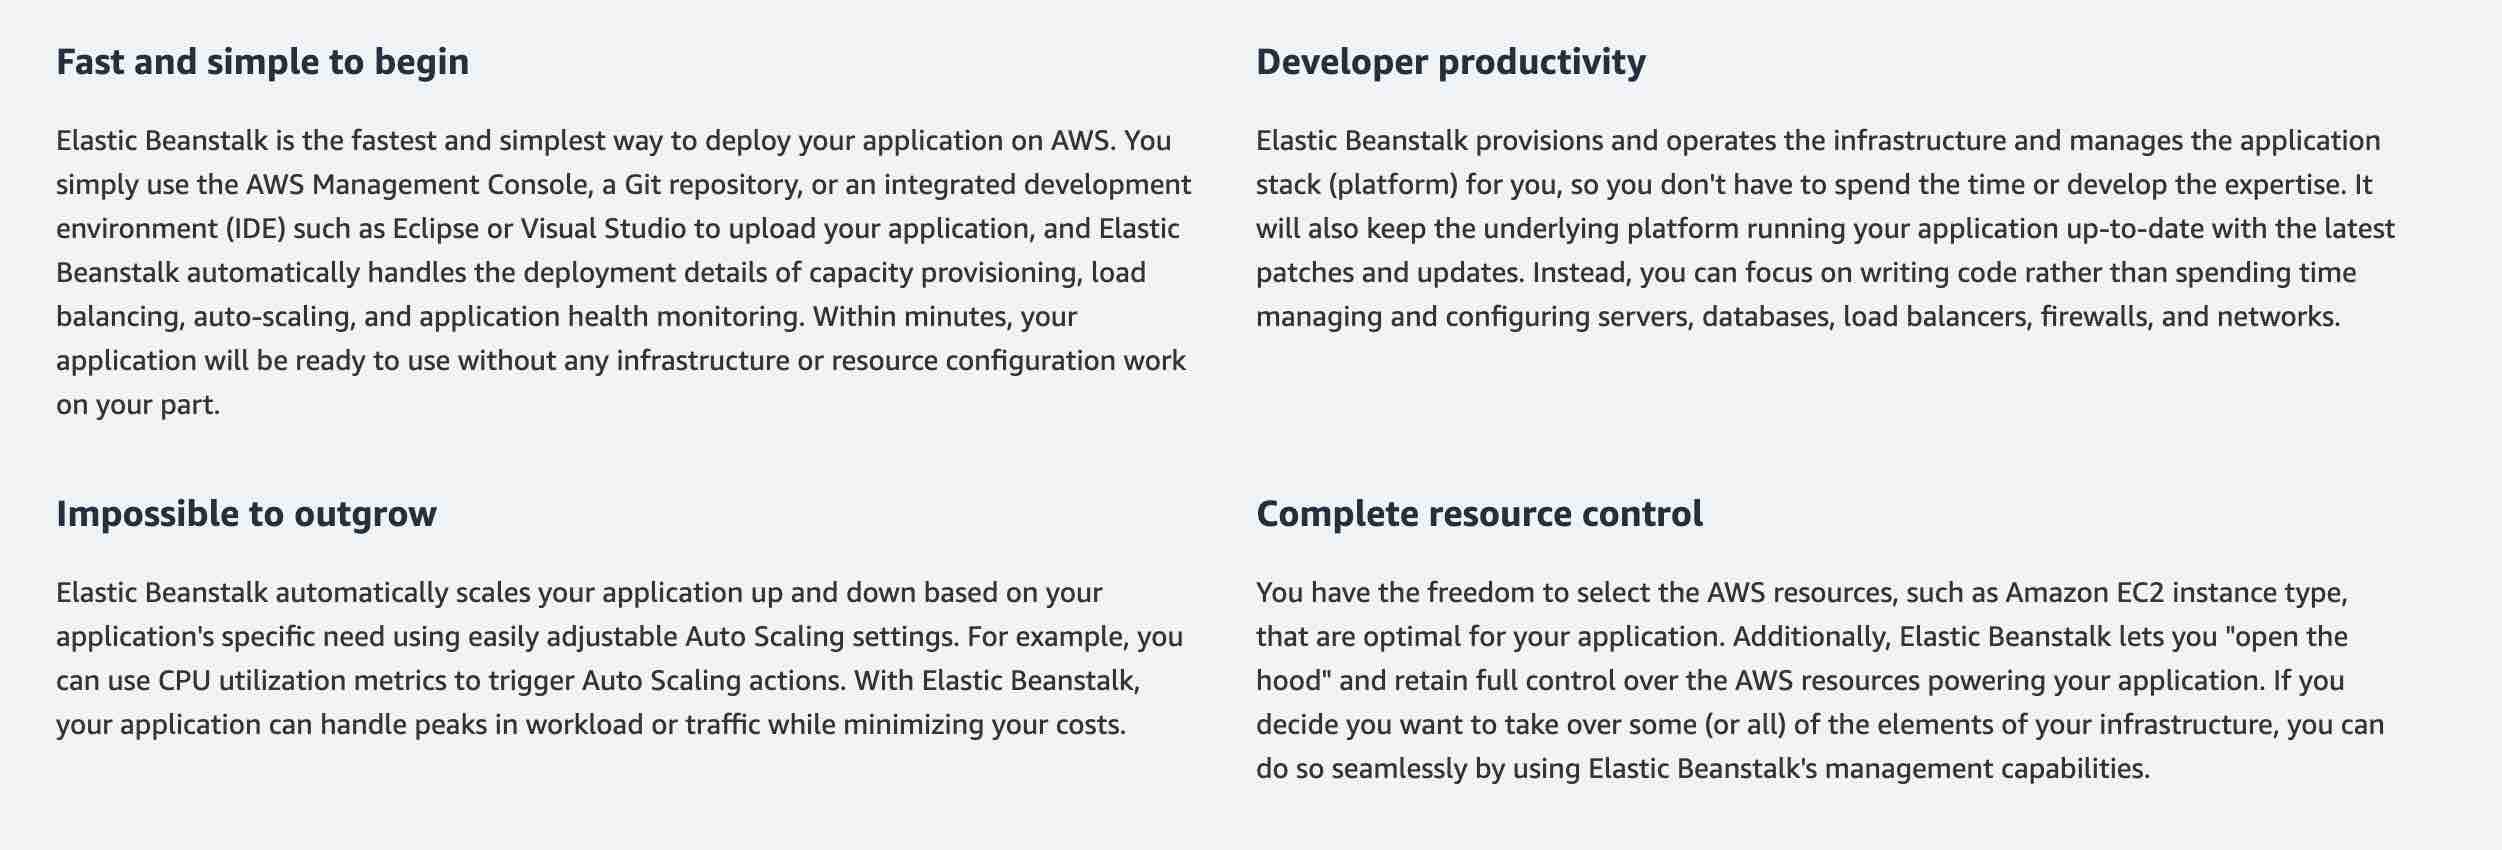 Fast and simple to begin
Elastic Beanstalk is the fastest and simplest way to deploy your application on AWS. You
simply use the AWS Management Console, a Git repository, or an integrated development
environment (IDE) such as Eclipse or Visual Studio to upload your application, and Elastic
Beanstalk automatically handles the deployment details of capacity provisioning, load
balancing, auto-scaling, and application health monitoring. Within minutes, your
application will be ready to use without any infrastructure or resource configuration work
on your part.
Developer productivity
Elastic Beanstalk provisions and operates the infrastructure and manages the application
stack (platform) for you, so you don't have to spend the time or develop the expertise. It
will also keep the underlying platform running your application up-to-date with the latest
patches and updates. Instead, you can focus on writing code rather than spending time
managing and configuring servers, databases, load balancers, firewalls, and networks.
Impossible to outgrow
Elastic Beanstalk automatically scales your application up and down based on your
application's specific need using easily adjustable Auto Scaling settings. For example, you
can use CPU utilization metrics to trigger Auto Scaling actions. With Elastic Beanstalk,
your application can handle peaks in workload or traffic while minimizing your costs.
Complete resource control
You have the freedom to select the AWS resources, such as Amazon EC2 instance type,
that are optimal for your application. Additionally, Elastic Beanstalk lets you "open the
hood" and retain full control over the AWS resources powering your application. If you
decide you want to take over some (or all) of the elements of your infrastructure, you can
do so seamlessly by using Elastic Beanstalk's management capabilities.